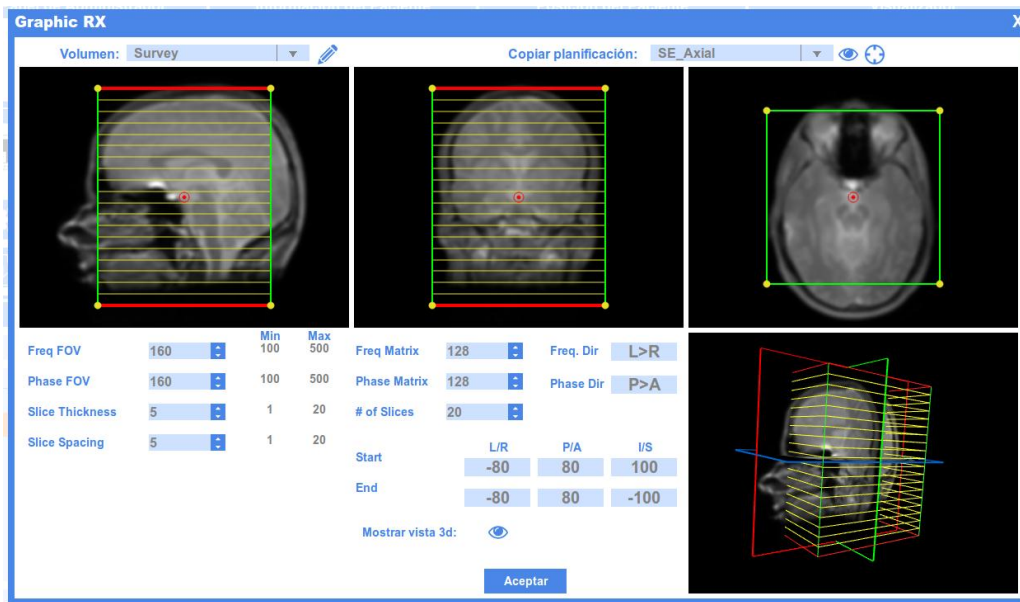 Graphic RX X
Volumen: Survey Copiar planificación: SE_Axial
Min Max
Freq FOV 160 100 500 Freq Matrix 128 Freq. Dir L>R
Phase FOV 160 100 500 Phase Matrix 128 Phase Dir P>A
Slice Thickness 5 1 20 # of Slices 20
Slice Spacing 5 1 20
L/R P/A I/S
Start -80 80 100
End -80 80 -100
Mostrar vista 3d:
Aceptar